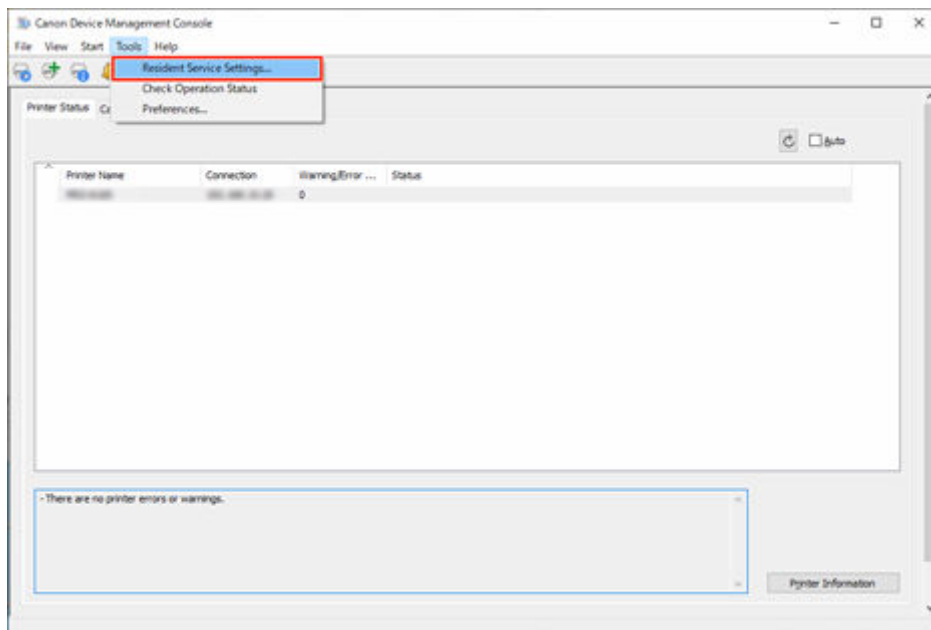 Canon Device Management Console
File View Start Tools Help
Resident Service Settings...
Check Operation Status
Preferences...
Printer Status
Auto
Printer Name Connection Warning/Error ... Status
0
- There are no printer errors or warnings.
Printer Information